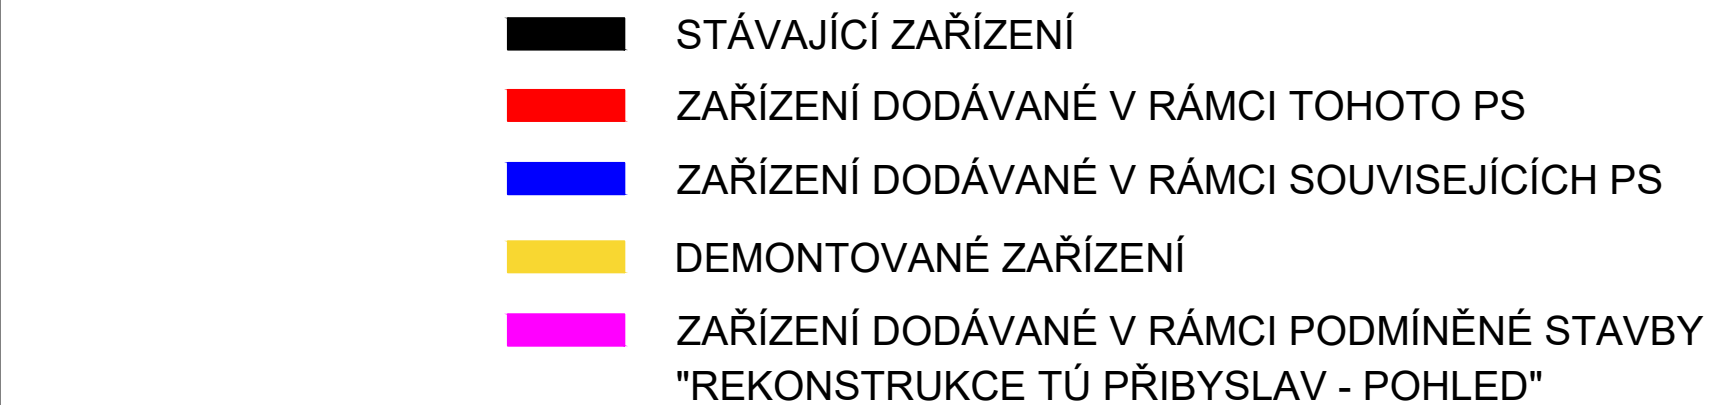 STÁVAJÍCÍ ZAŘÍZENÍ
ZAŘÍZENÍ DODÁVANÉ V RÁMCI TOHOTO PS
ZAŘÍZENÍ DODÁVANÉ V RÁMCI SOUVISEJÍCÍCH PS
DEMONTOVANÉ ZAŘÍZENÍ
ZAŘÍZENÍ DODÁVANÉ V RÁMCI PODMÍNĚNÉ STAVBY
"REKONSTRUKCE TÚ PŘIBYSLAV - POHLED"